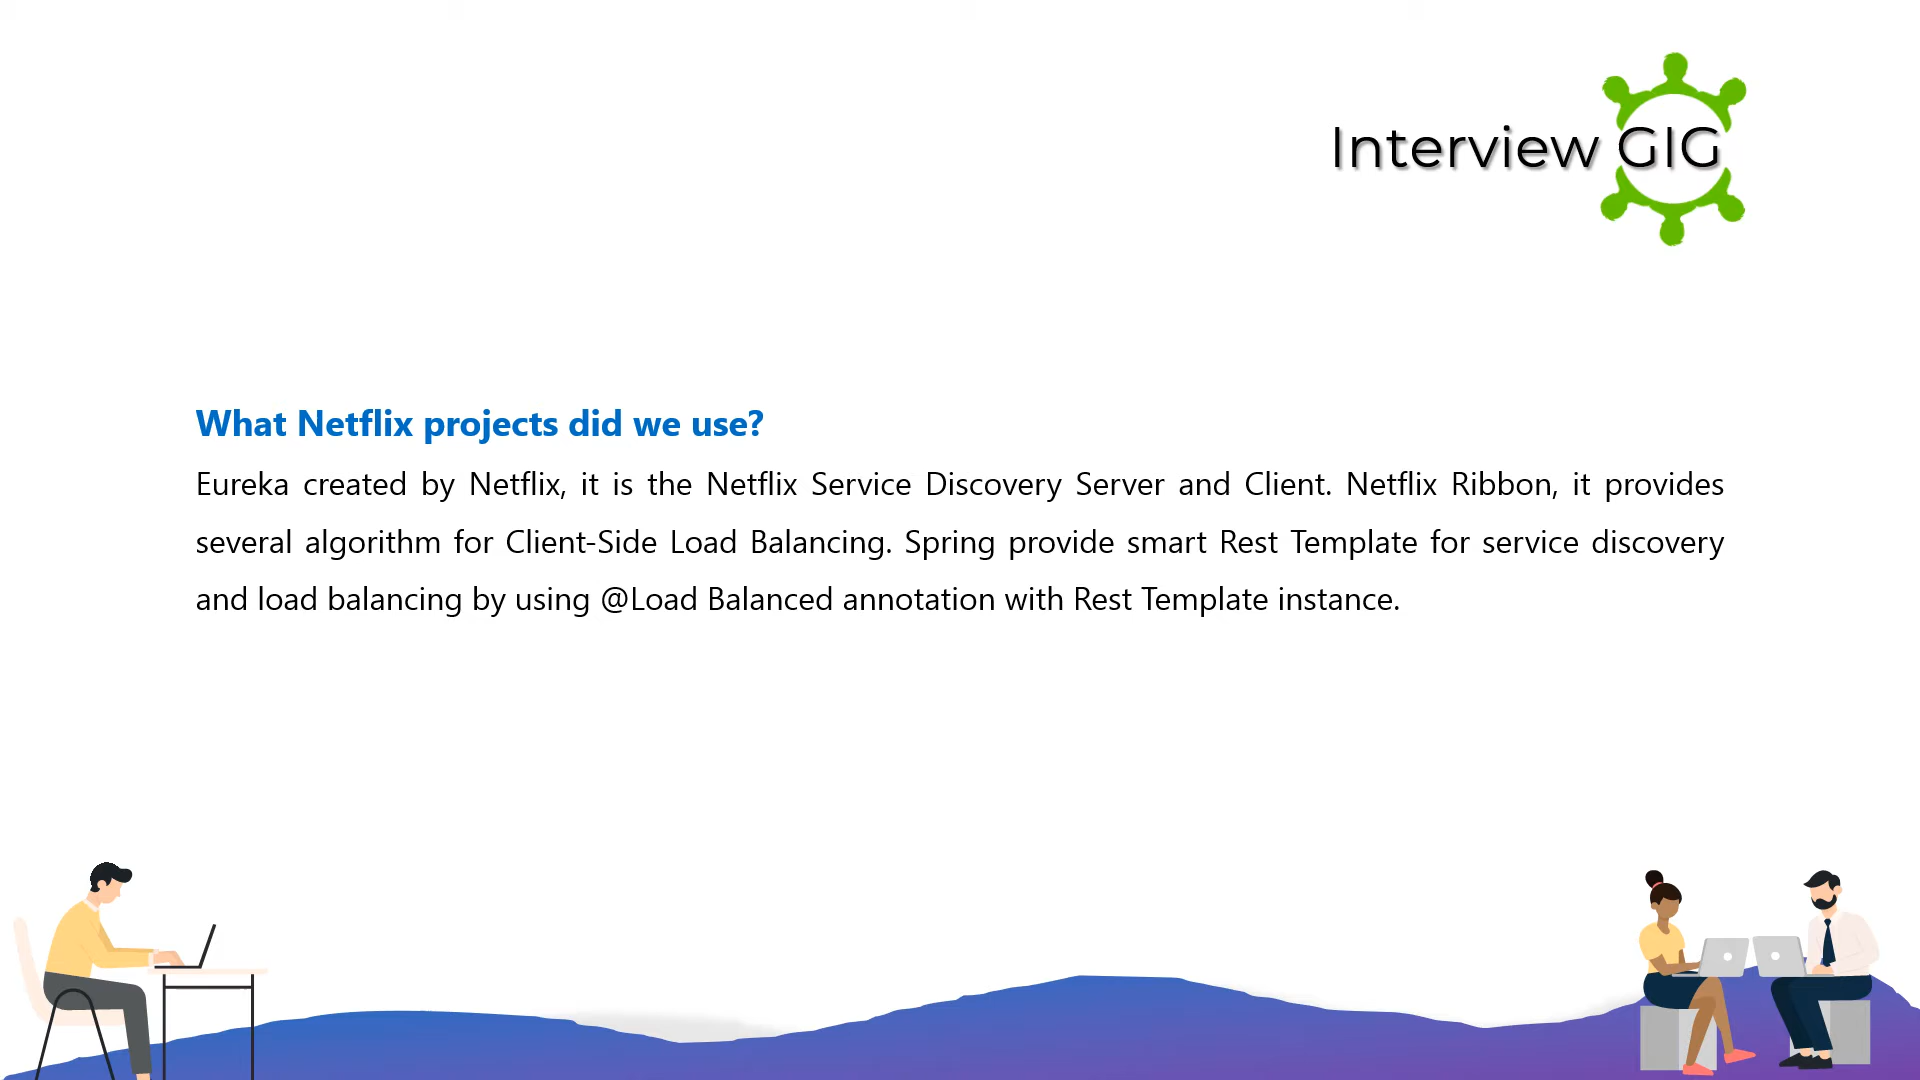 Interview GIG
What Netflix projects did we use?
Eureka created by Netflix, it is the Netflix Service Discovery Server and Client. Netflix Ribbon, it provides
several algorithm for Client-Side Load Balancing. Spring provide smart Rest Template for service discovery
and load balancing by using @Load Balanced annotation with Rest Template instance.